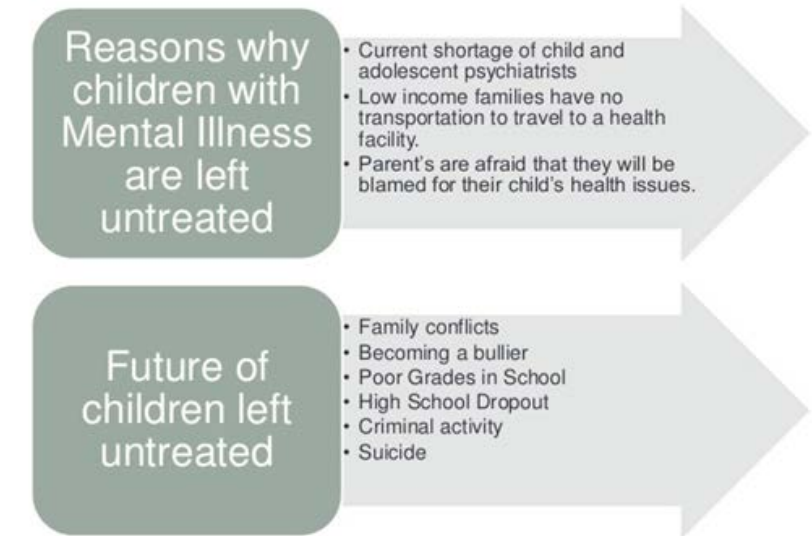 Reasons why
children with
Mental Illness
are left
untreated
• Current shortage of child and
adolescent psychiatrists
• Low income families have no
transportation to travel to a health
facility.
• Parent's are afraid that they will be
blamed for their child's health issues.
Future of
children left
untreated
• Family conflicts
• Becoming a bullier
• Poor Grades in School
• High School Dropout
• Criminal activity
• Suicide